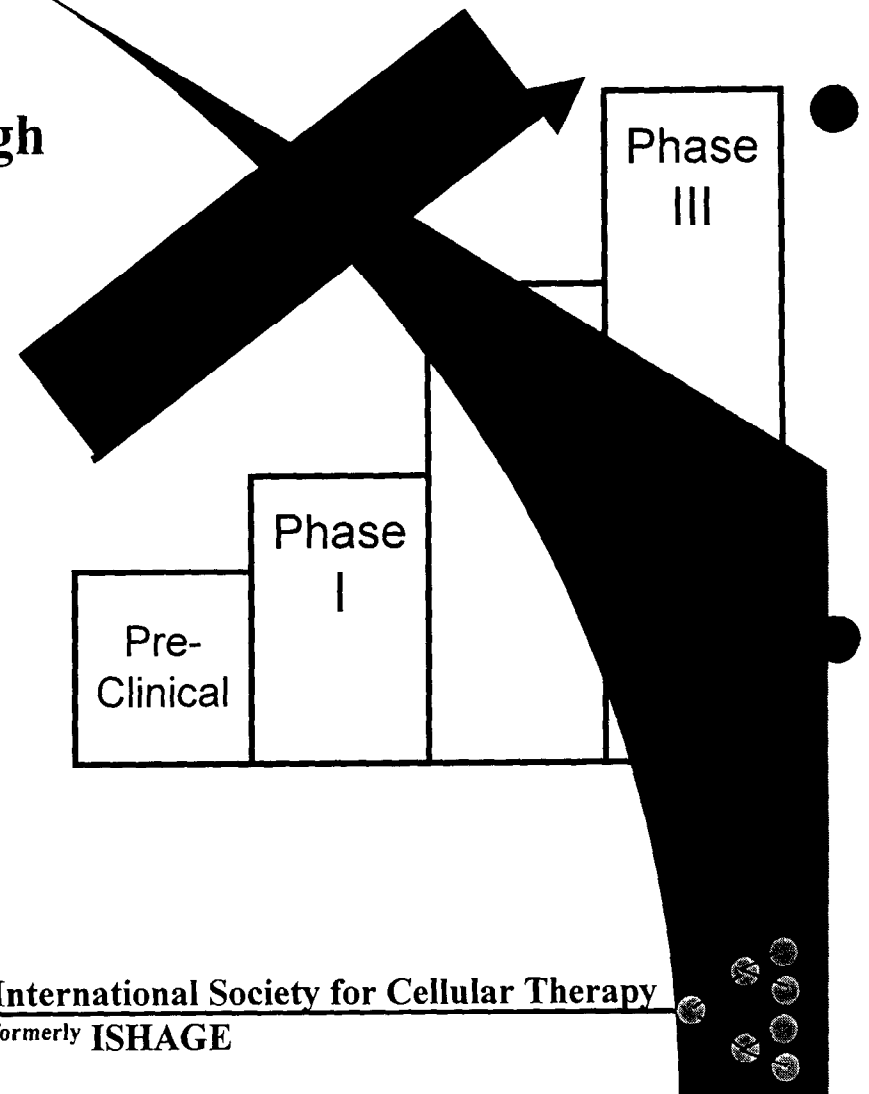 gh
Phase
III
Phase
I
Pre-
Clinical
International Society for Cellular Therapy
formerly ISHAGE